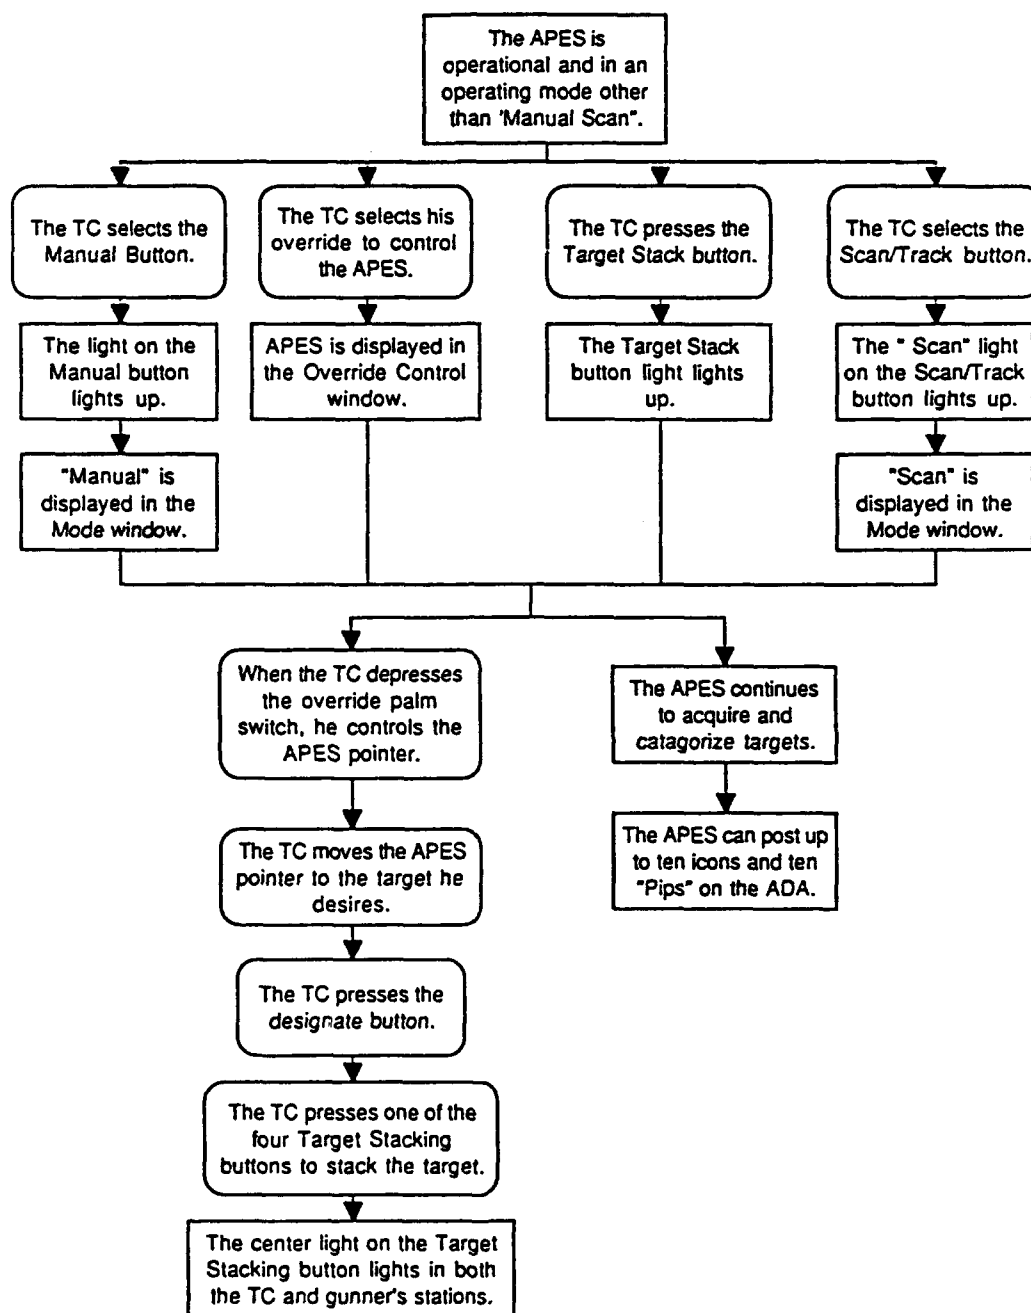 The APES is
operational and in an
operating mode other
than 'Manual Scan".
The TC selects the
Manual Button.
The TC selects his
override to control
the APES.
The TC presses the
Target Stack button.
The TC selects the
Scan/Track button.
The light on the
Manual button
lights up.
APES is displayed in
the Override Control
window.
The Target Stack
button light lights
up.
The " Scan" light
on the Scan/Track
button lights up.
"Manual" is
displayed in the
Mode window.
"Scan" is
displayed in the
Mode window.
When the TC depresses
the override palm
switch, he controls the
APES pointer.
The APES continues
to acquire and
catagorize targets.
The TC moves the APES
pointer to the target he
desires.
The APES can post up
to ten icons and ten
"Pips" on the ADA.
The TC presses the
designate button.
The TC presses one of the
four Target Stacking
buttons to stack the target.
The center light on the Target
Stacking button lights in both
the TC and gunner's stations.